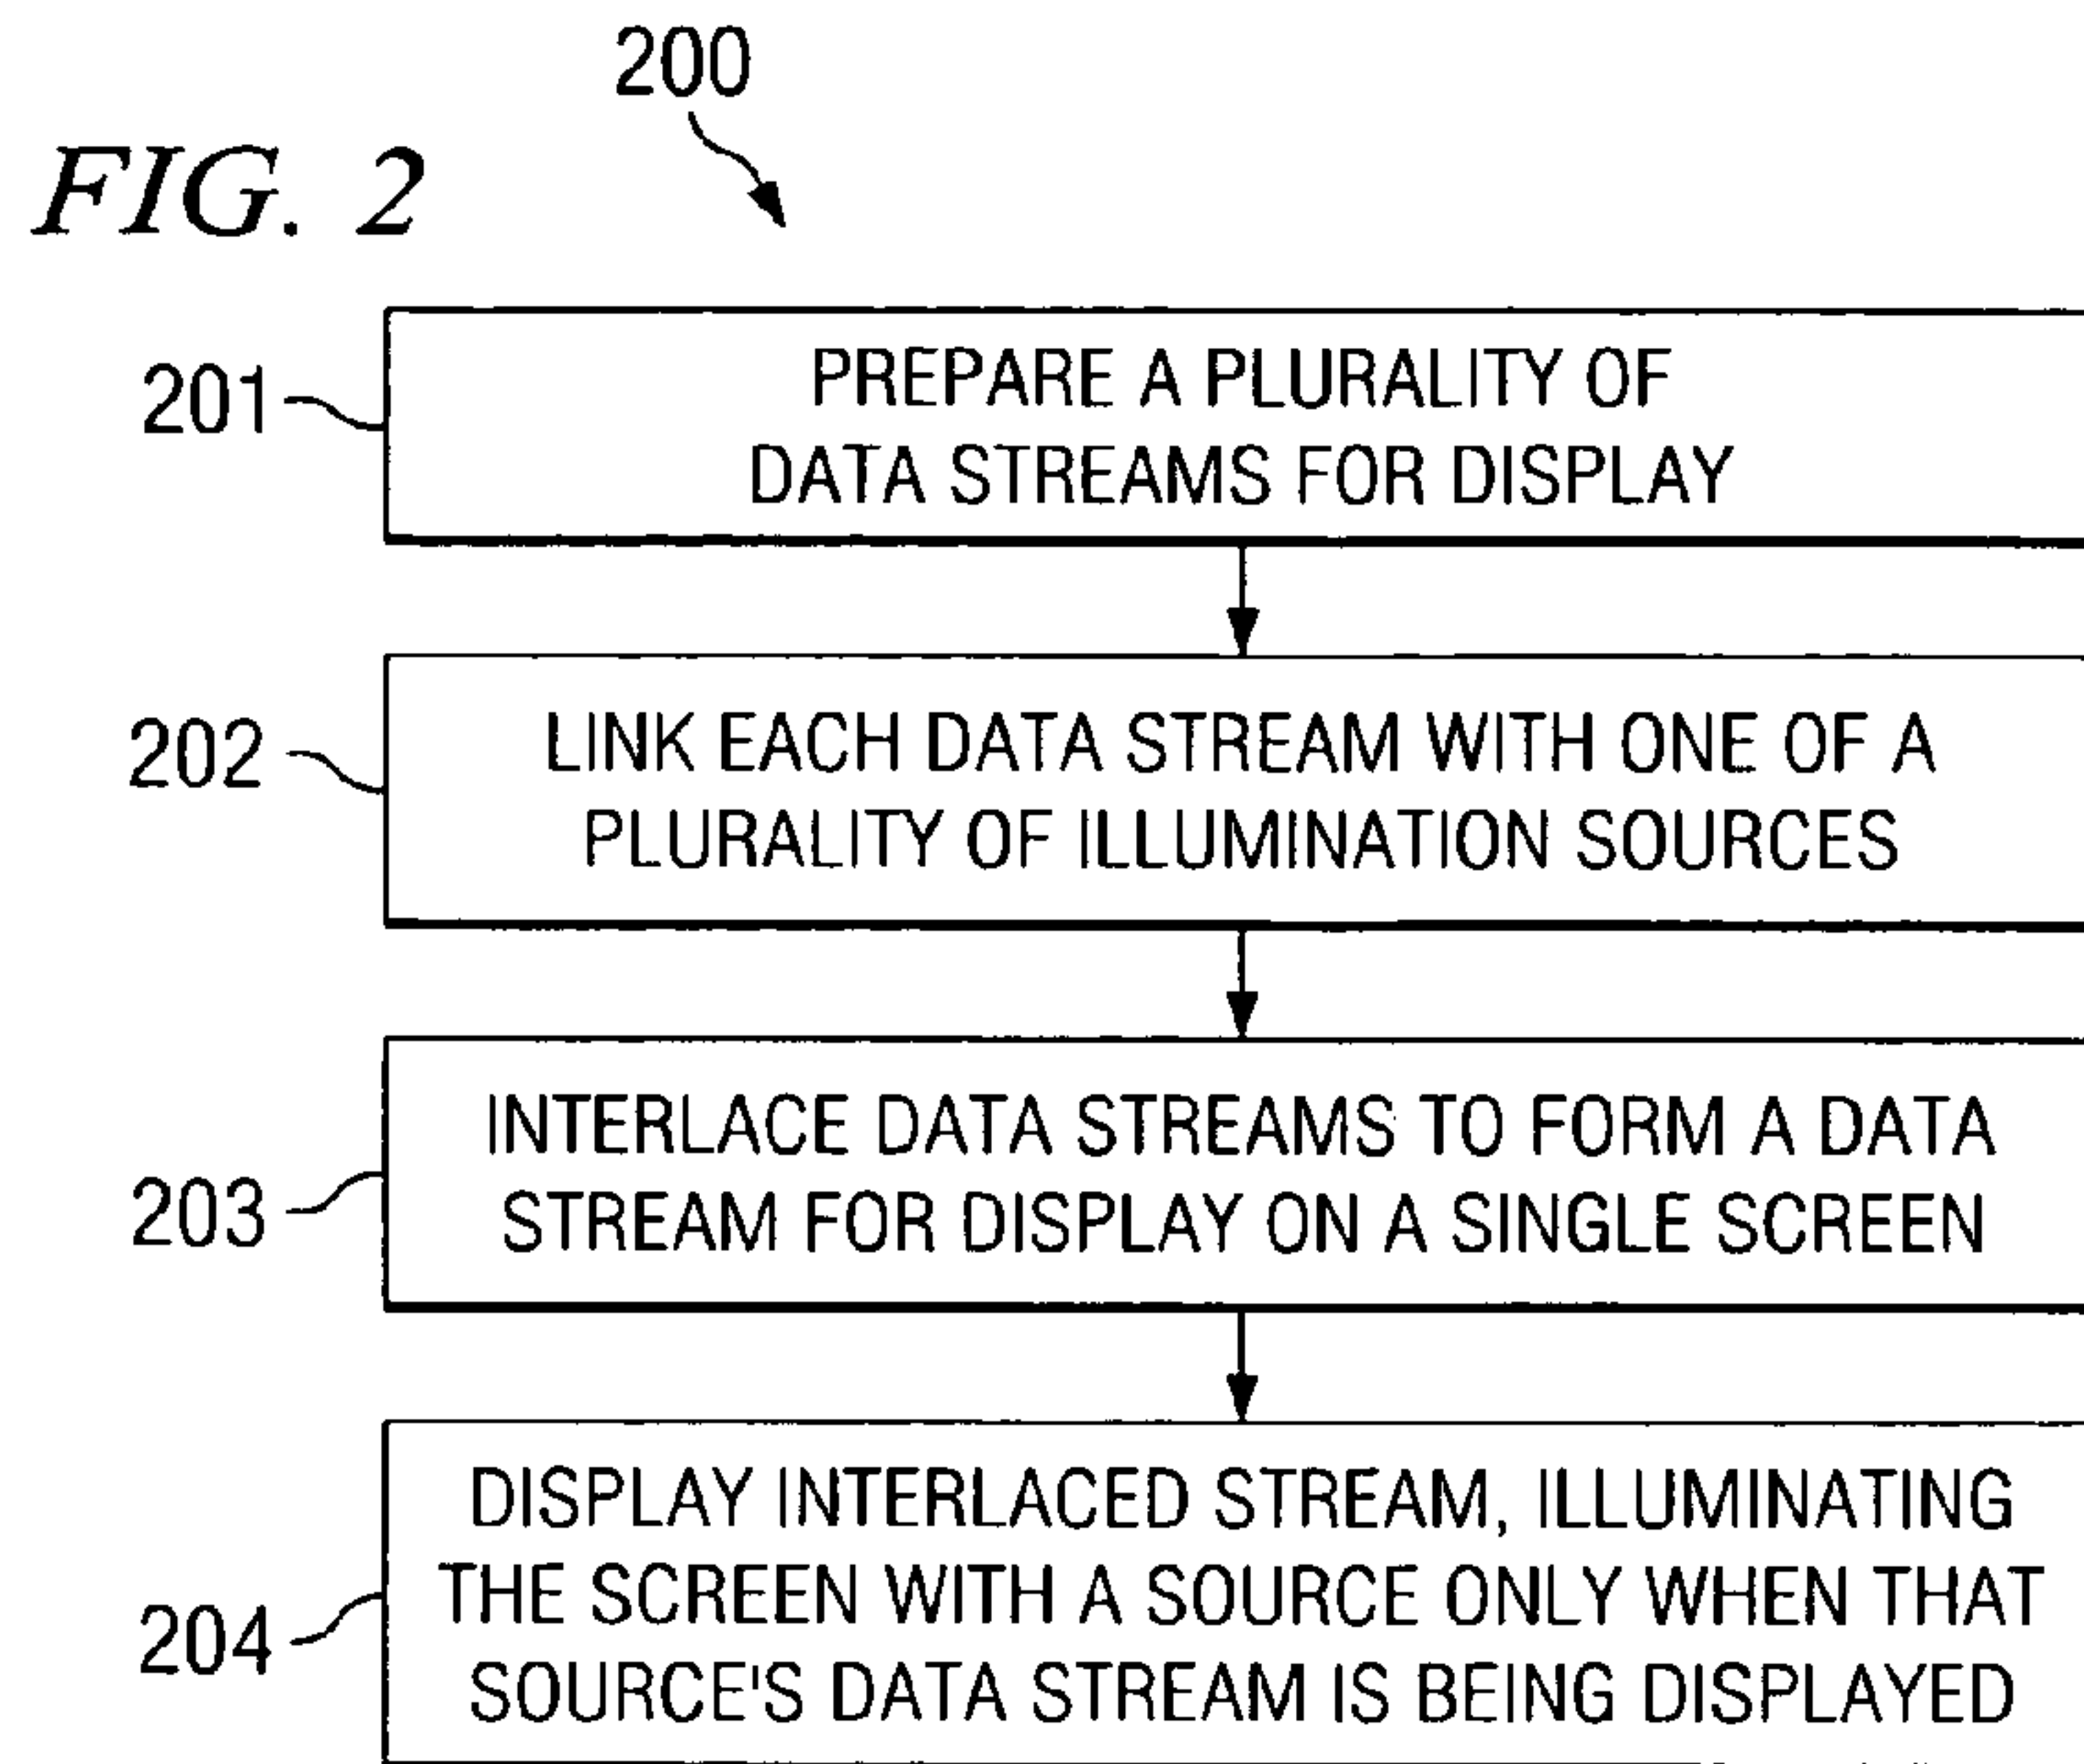 200
FIG. 2
201
PREPARE A PLURALITY OF
DATA STREAMS FOR DISPLAY
202
LINK EACH DATA STREAM WITH ONE OF A
PLURALITY OF ILLUMINATION SOURCES
203
INTERLACE DATA STREAMS TO FORM A DATA
STREAM FOR DISPLAY ON A SINGLE SCREEN
204
DISPLAY INTERLACED STREAM, ILLUMINATING
THE SCREEN WITH A SOURCE ONLY WHEN THAT
SOURCE'S DATA STREAM IS BEING DISPLAYED